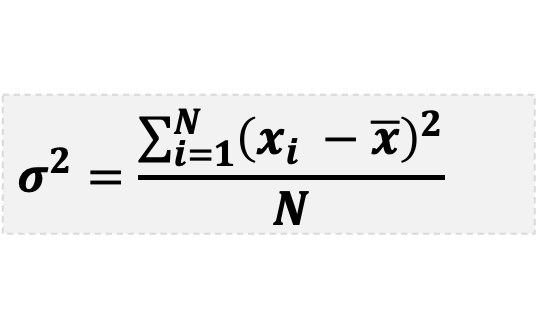 σ² = ∑ᵢ₌₁ᴺ(xᵢ − x̅)² / N